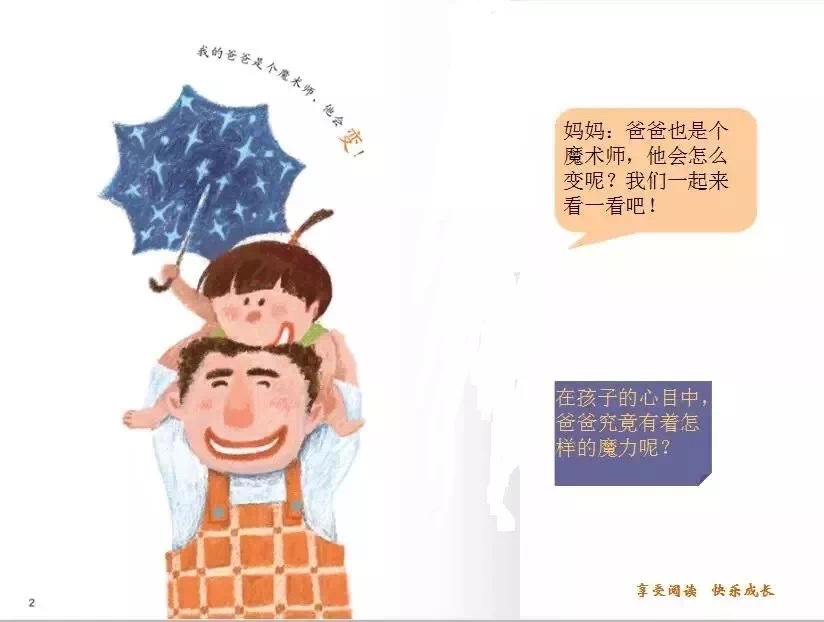 我的爸爸是个魔术师，他会变！
妈妈：爸爸也是个
魔术师，他会怎么
变呢？我们一起来
看一看吧！
在孩子的心目中，
爸爸究竟有着怎
样的魔力呢？
享受阅读 快乐成长
2